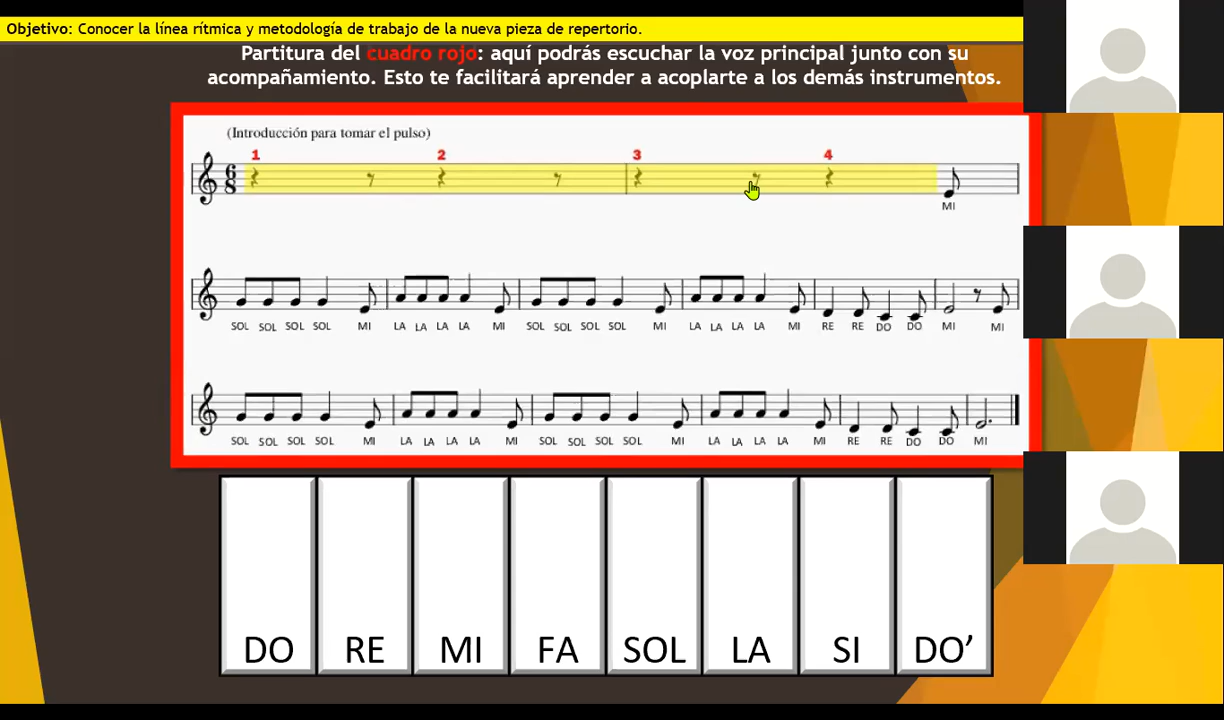 Objetivo: Conocer la línea rítmica y metodología de trabajo de la nueva pieza de repertorio.
Partitura del cuadro rojo: aquí podrás escuchar la voz principal junto con su
acompañamiento. Esto te facilitará aprender a acoplarte a los demás instrumentos.
(Introducción para tomar el pulso)
1 2 3 4
6
8
MI
SOL SOL SOL SOL MI LA LA LA LA MI SOL SOL SOL SOL MI LA LA LA LA MI RE RE DO DO MI MI
SOL SOL SOL SOL MI LA LA LA LA MI SOL SOL SOL SOL MI LA LA LA LA MI RE RE DO DO MI
DO RE MI FA SOL LA SI DO’